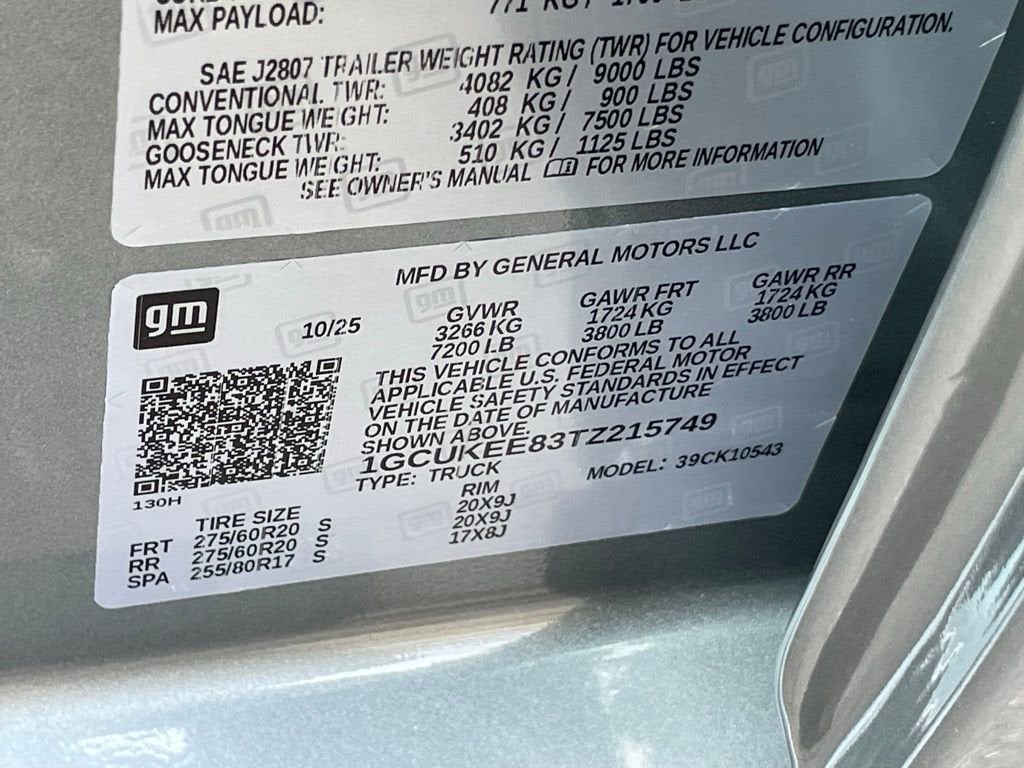 MAX PAYLOAD: 771 KG /
SAE J2807 TRAILER WEIGHT RATING (TWR) FOR VEHICLE CONFIGURATION.
CONVENTIONAL TWR: 4082 KG / 9000 LBS
MAX TONGUE WEIGHT: 408 KG / 900 LBS
GOOSENECK TWR: 3402 KG / 7500 LBS
MAX TONGUE WEIGHT: 510 KG / 1125 LBS
SEE OWNER'S MANUAL FOR MORE INFORMATION
MFD BY GENERAL MOTORS LLC
gm
10/25
GVWR GAWR FRT GAWR RR
3266 KG 1724 KG 1724 KG
7200 LB 3800 LB 3800 LB
THIS VEHICLE CONFORMS TO ALL
APPLICABLE U.S. FEDERAL MOTOR
VEHICLE SAFETY STANDARDS IN EFFECT
ON THE DATE OF MANUFACTURE
SHOWN ABOVE.
1GCUKEE83TZ215749
TYPE: TRUCK MODEL: 39CK10543
130H
TIRE SIZE RIM
FRT 275/60R20 S 20X9J
RR 275/60R20 S 20X9J
SPA 255/80R17 S 17X8J